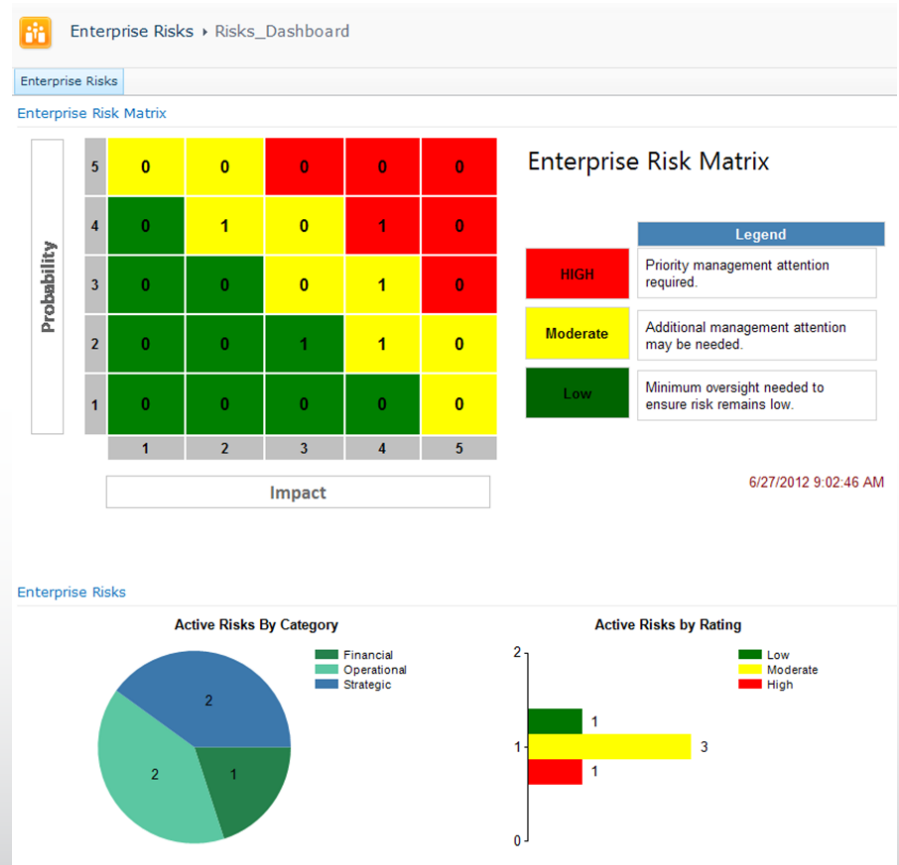 Enterprise Risks ▸ Risks_Dashboard
Enterprise Risks
Enterprise Risk Matrix
Enterprise Risk Matrix
Probability
5 0 0 0 0 0
4 0 1 0 1 0
3 0 0 0 1 0
2 0 0 1 1 0
1 0 0 0 0 0
1 2 3 4 5
Impact
Legend
HIGH
Priority management attention
required.
Moderate
Additional management attention
may be needed.
Low
Minimum oversight needed to
ensure risk remains low.
6/27/2012 9:02:46 AM
Enterprise Risks
Active Risks By Category
Financial
Operational
Strategic
2
2
1
Active Risks by Rating
Low
Moderate
High
2
1
0
1
3
1